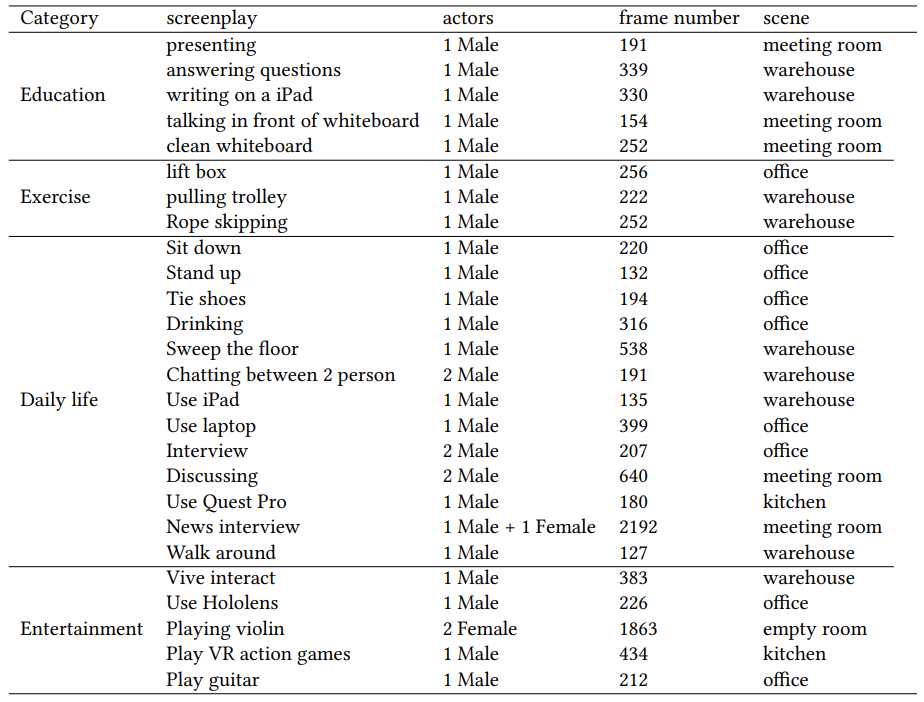 Category screenplay actors frame number scene
presenting 1 Male 191 meeting room
answering questions 1 Male 339 warehouse
Education writing on a iPad 1 Male 330 warehouse
talking in front of whiteboard 1 Male 154 meeting room
clean whiteboard 1 Male 252 meeting room
lift box 1 Male 256 office
Exercise pulling trolley 1 Male 222 warehouse
Rope skipping 1 Male 252 warehouse
Sit down 1 Male 220 office
Stand up 1 Male 132 office
Tie shoes 1 Male 194 office
Drinking 1 Male 316 office
Sweep the floor 1 Male 538 warehouse
Chatting between 2 person 2 Male 191 warehouse
Daily life Use iPad 1 Male 135 warehouse
Use laptop 1 Male 399 office
Interview 2 Male 207 office
Discussing 2 Male 640 meeting room
Use Quest Pro 1 Male 180 kitchen
News interview 1 Male + 1 Female 2192 meeting room
Walk around 1 Male 127 warehouse
Vive interact 1 Male 383 warehouse
Use Hololens 1 Male 226 office
Entertainment Playing violin 2 Female 1863 empty room
Play VR action games 1 Male 434 kitchen
Play guitar 1 Male 212 office